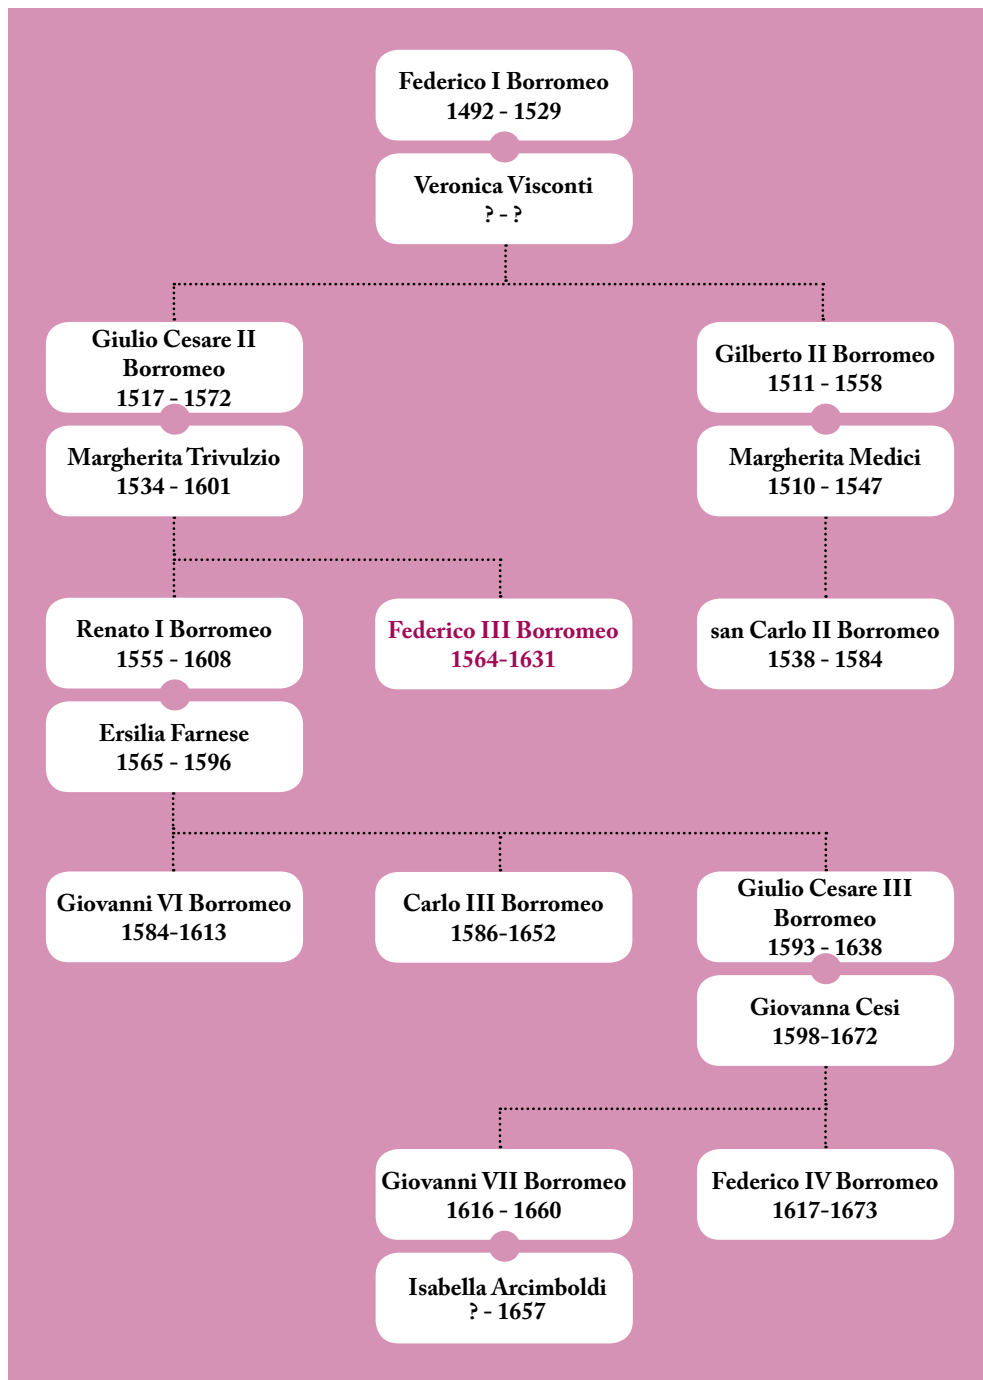 Federico I Borromeo
1492 - 1529
Veronica Visconti
? - ?
Giulio Cesare II
Borromeo
1517 - 1572
Gilberto II Borromeo
1511 - 1558
Margherita Trivulzio
1534 - 1601
Margherita Medici
1510 - 1547
Renato I Borromeo
1555 - 1608
Federico III Borromeo
1564-1631
san Carlo II Borromeo
1538 - 1584
Ersilia Farnese
1565 - 1596
Giovanni VI Borromeo
1584-1613
Carlo III Borromeo
1586-1652
Giulio Cesare III
Borromeo
1593 - 1638
Giovanna Cesi
1598-1672
Giovanni VII Borromeo
1616 - 1660
Federico IV Borromeo
1617-1673
Isabella Arcimboldi
? - 1657